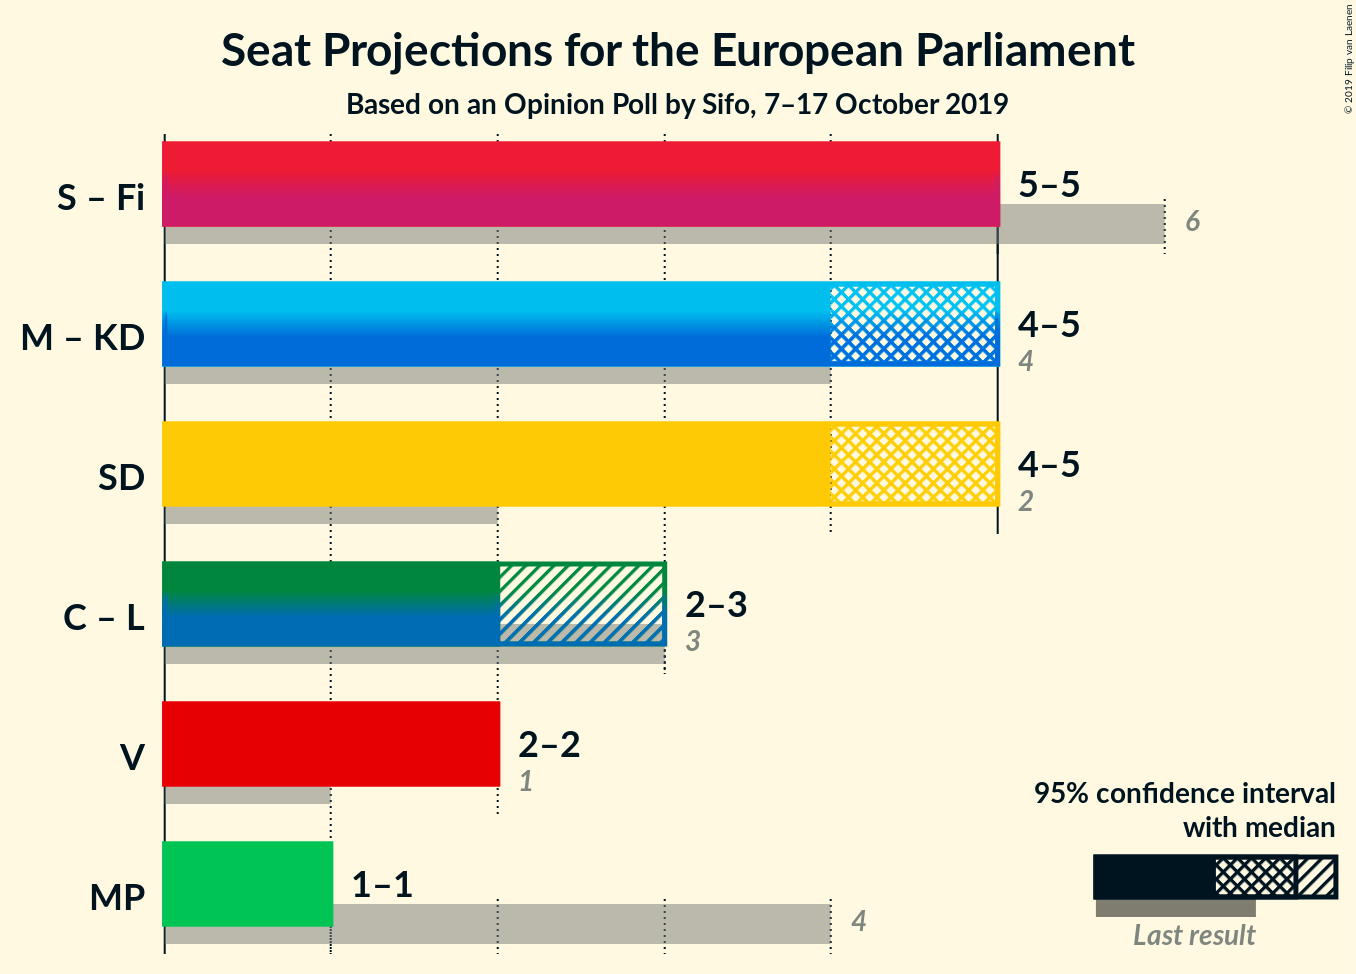 Seat Projections for the European Parliament
Based on an Opinion Poll by Sifo, 7–17 October 2019
© 2019 Filip van Laenen
S – Fi
5–5
6
M – KD
4–5
4
SD
4–5
2
C – L
2–3
3
V
2–2
1
MP
1–1
4
95% confidence interval
with median
Last result